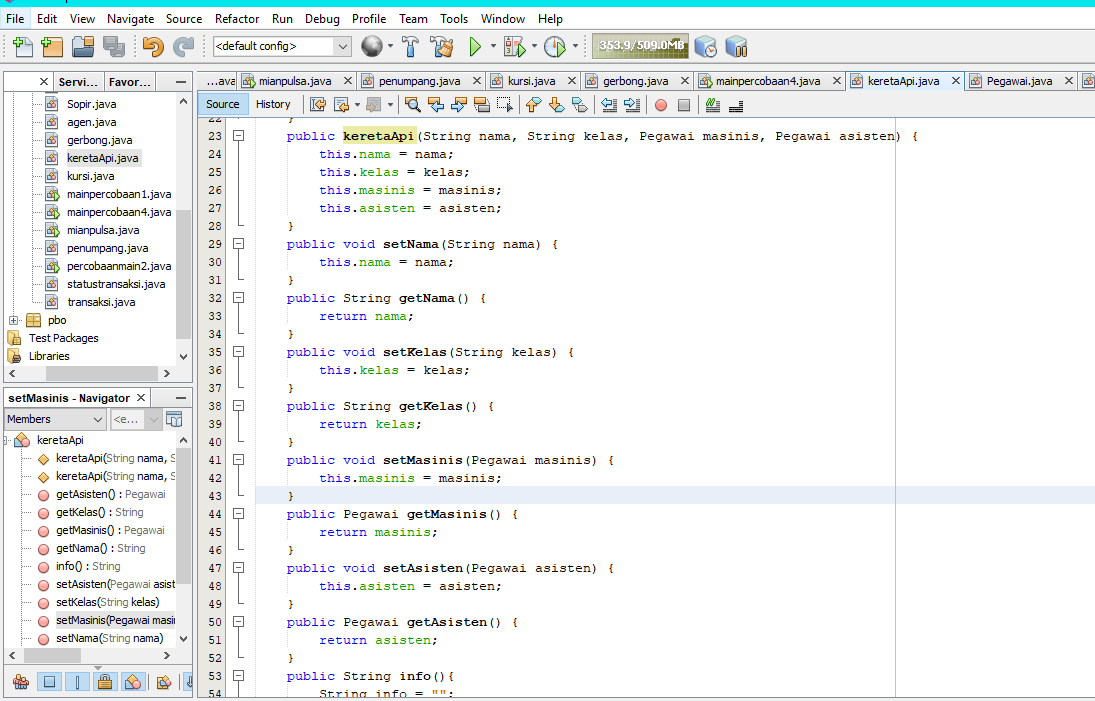 File Edit View Navigate Source Refactor Run Debug Profile Team Tools Window Help
<default config> 353.9/509.0MB
Servi... Favor...
...ava mianpulsa.java penumpang.java kursi.java gerbong.java mainpercobaan4.java keretaApi.java Pegawai.java
Source History
Sopir.java
agen.java
gerbong.java
keretaApi.java
kursi.java
mainpercobaan1.java
mainpercobaan4.java
mianpulsa.java
penumpang.java
percobaanmain2.java
statustransaksi.java
transaksi.java
pbo
Test Packages
Libraries
setMasinis - Navigator
Members <e...
keretaApi
keretaApi(String nama, S
keretaApi(String nama, S
getAsisten() : Pegawai
getKelas() : String
getMasinis() : Pegawai
getNama() : String
info() : String
setAsisten(Pegawai asist
setKelas(String kelas)
setMasinis(Pegawai masir
setNama(String nama)
22 }
23 public keretaApi(String nama, String kelas, Pegawai masinis, Pegawai asisten) {
24 this.nama = nama;
25 this.kelas = kelas;
26 this.masinis = masinis;
27 this.asisten = asisten;
28 }
29 public void setNama(String nama) {
30 this.nama = nama;
31 }
32 public String getNama() {
33 return nama;
34 }
35 public void setKelas(String kelas) {
36 this.kelas = kelas;
37 }
38 public String getKelas() {
39 return kelas;
40 }
41 public void setMasinis(Pegawai masinis) {
42 this.masinis = masinis;
43 }
44 public Pegawai getMasinis() {
45 return masinis;
46 }
47 public void setAsisten(Pegawai asisten) {
48 this.asisten = asisten;
49 }
50 public Pegawai getAsisten() {
51 return asisten;
52 }
53 public String info(){
54 String info = "";